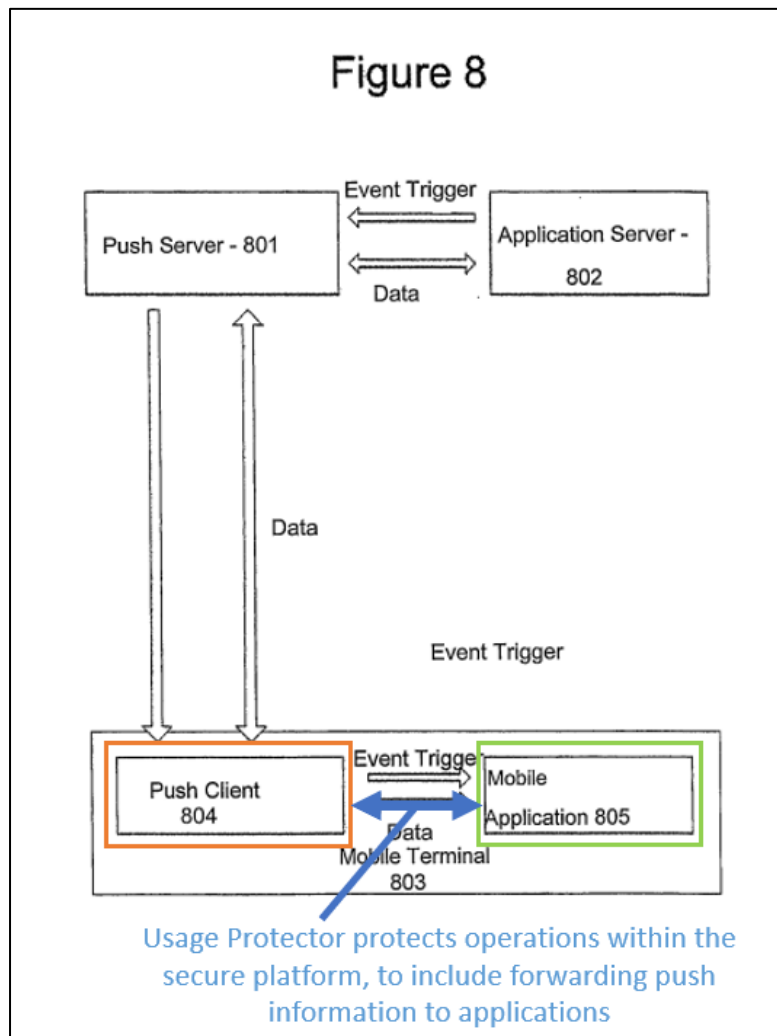 Figure 8
Event Trigger
Push Server - 801
Application Server -
802
Data
Data
Event Trigger
Event Trigger
Push Client
804
Mobile
Application 805
Data
Mobile Terminal
803
Usage Protector protects operations within the
secure platform, to include forwarding push
information to applications